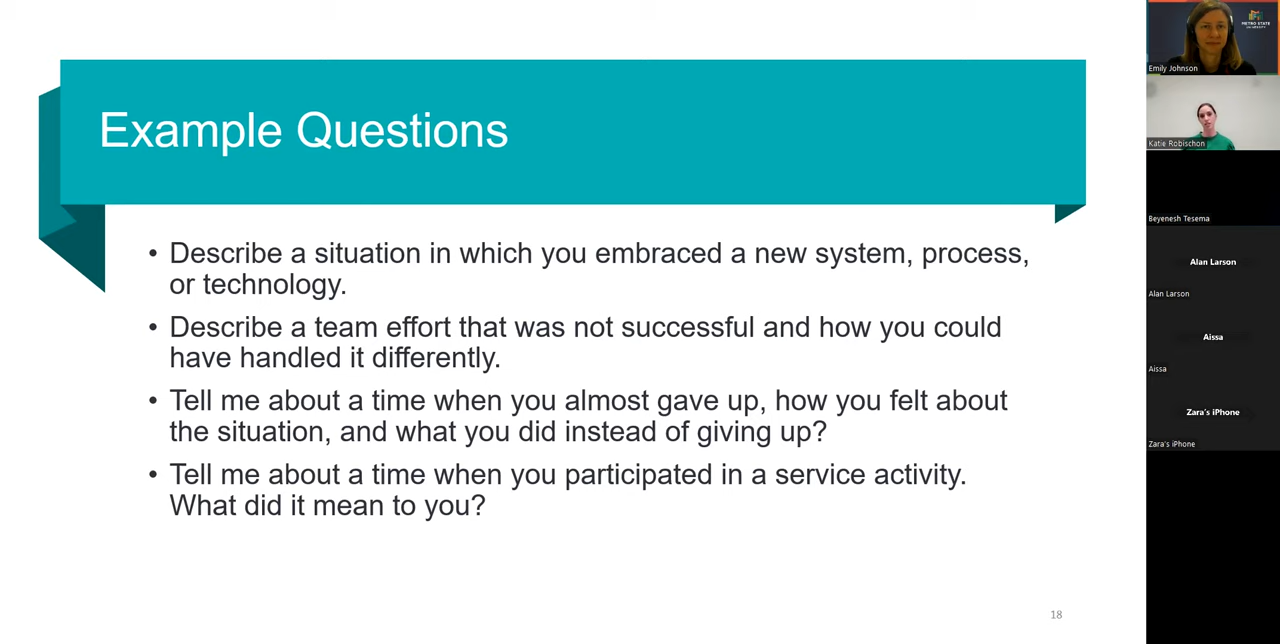 Example Questions
• Describe a situation in which you embraced a new system, process,
or technology.
• Describe a team effort that was not successful and how you could
have handled it differently.
• Tell me about a time when you almost gave up, how you felt about
the situation, and what you did instead of giving up?
• Tell me about a time when you participated in a service activity.
What did it mean to you?
18
METRO STATE
UNIVERSITY
Emily Johnson
Katie Robischon
Beyenesh Tesema
Alan Larson
Alan Larson
Aissa
Aissa
Zara's iPhone
Zara's iPhone